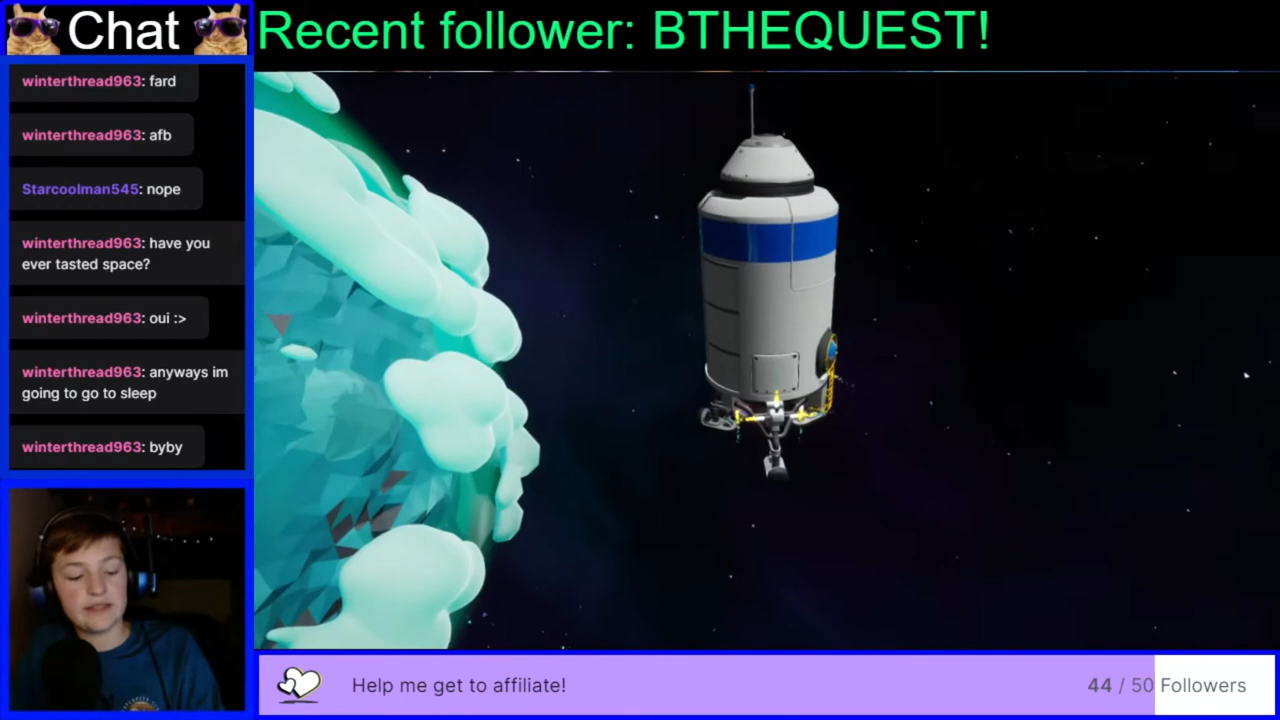 Chat
Recent follower: BTHEQUEST!
winterthread963: fard
winterthread963: afb
Starcoolman545: nope
winterthread963: have you
ever tasted space?
winterthread963: oui :>
winterthread963: anyways im
going to go to sleep
winterthread963: byby
Help me get to affiliate!
44 / 50 Followers